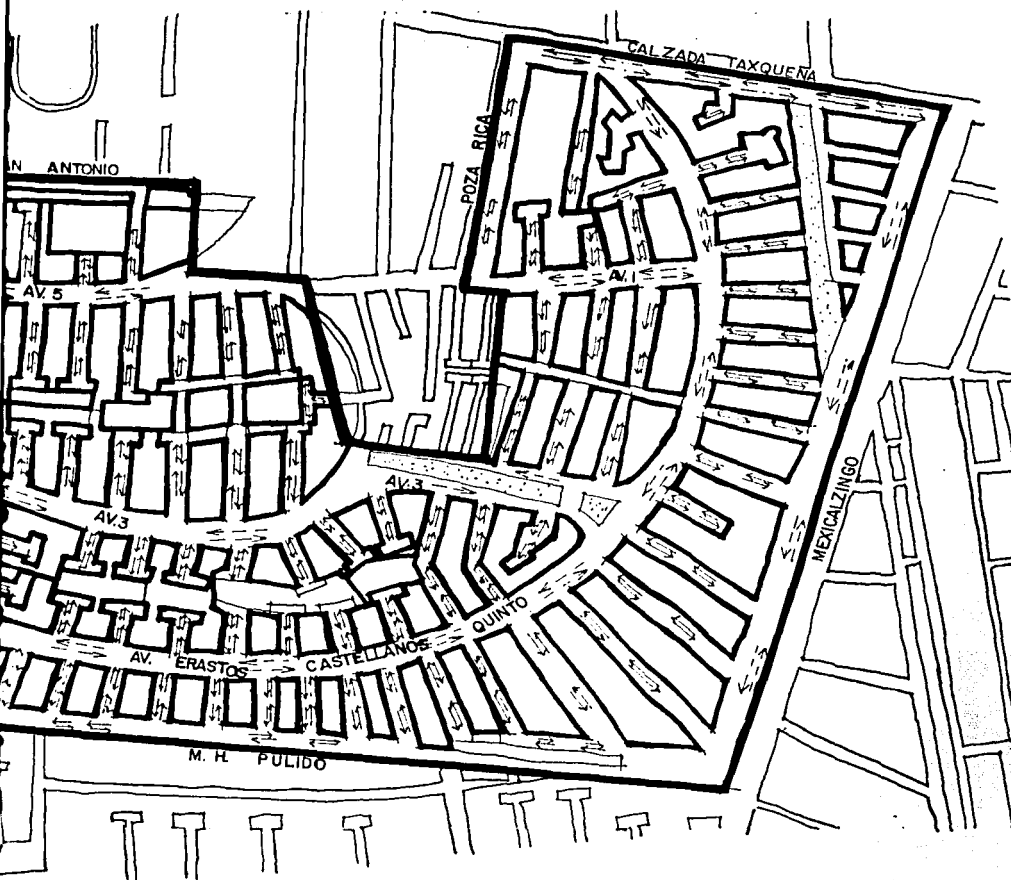 CALZADA TAXQUEÑA
POZA RICA
AN ANTONIO
AV. 1
AV. 5
AV. 3
AV. 3
MEXICALZINGO
AV. ERASTOS CASTELLANOS QUINTO
M. H. PULIDO